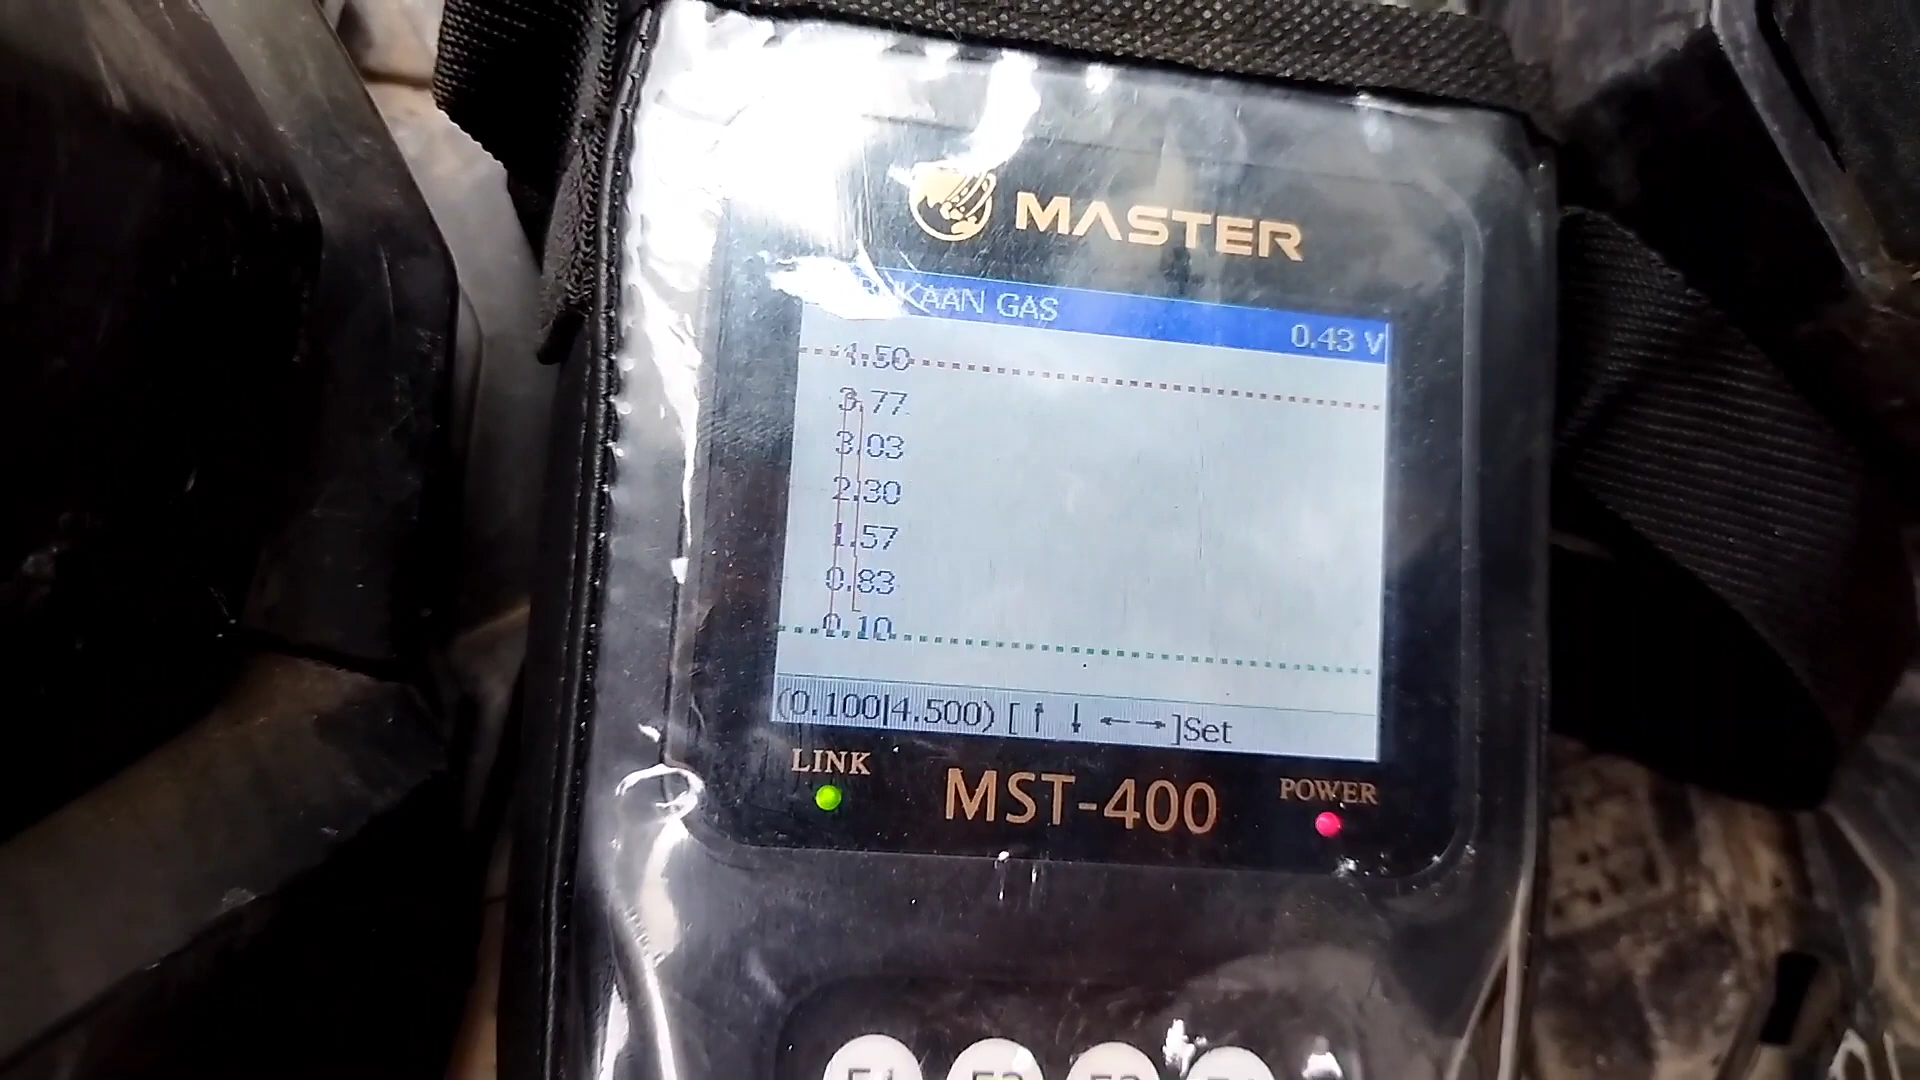 MASTER
KAAN GAS
0.43 V
4.50
3.77
3.03
2.30
1.57
0.83
0.10
(0.100|4.500) [↑ ↓ ←→]Set
LINK
MST-400
POWER